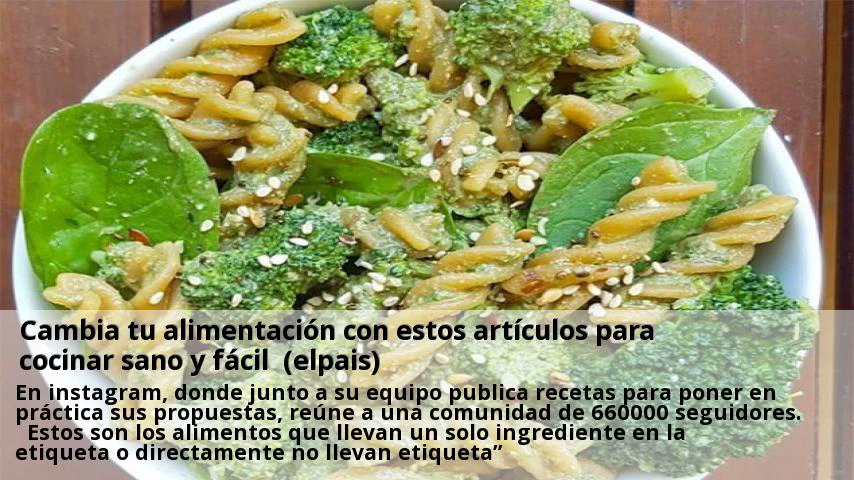 Cambia tu alimentación con estos artículos para
cocinar sano y fácil  (elpais)
En instagram, donde junto a su equipo publica recetas para poner en
práctica sus propuestas, reúne a una comunidad de 660000 seguidores.
Estos son los alimentos que llevan un solo ingrediente en la
etiqueta o directamente no llevan etiqueta”